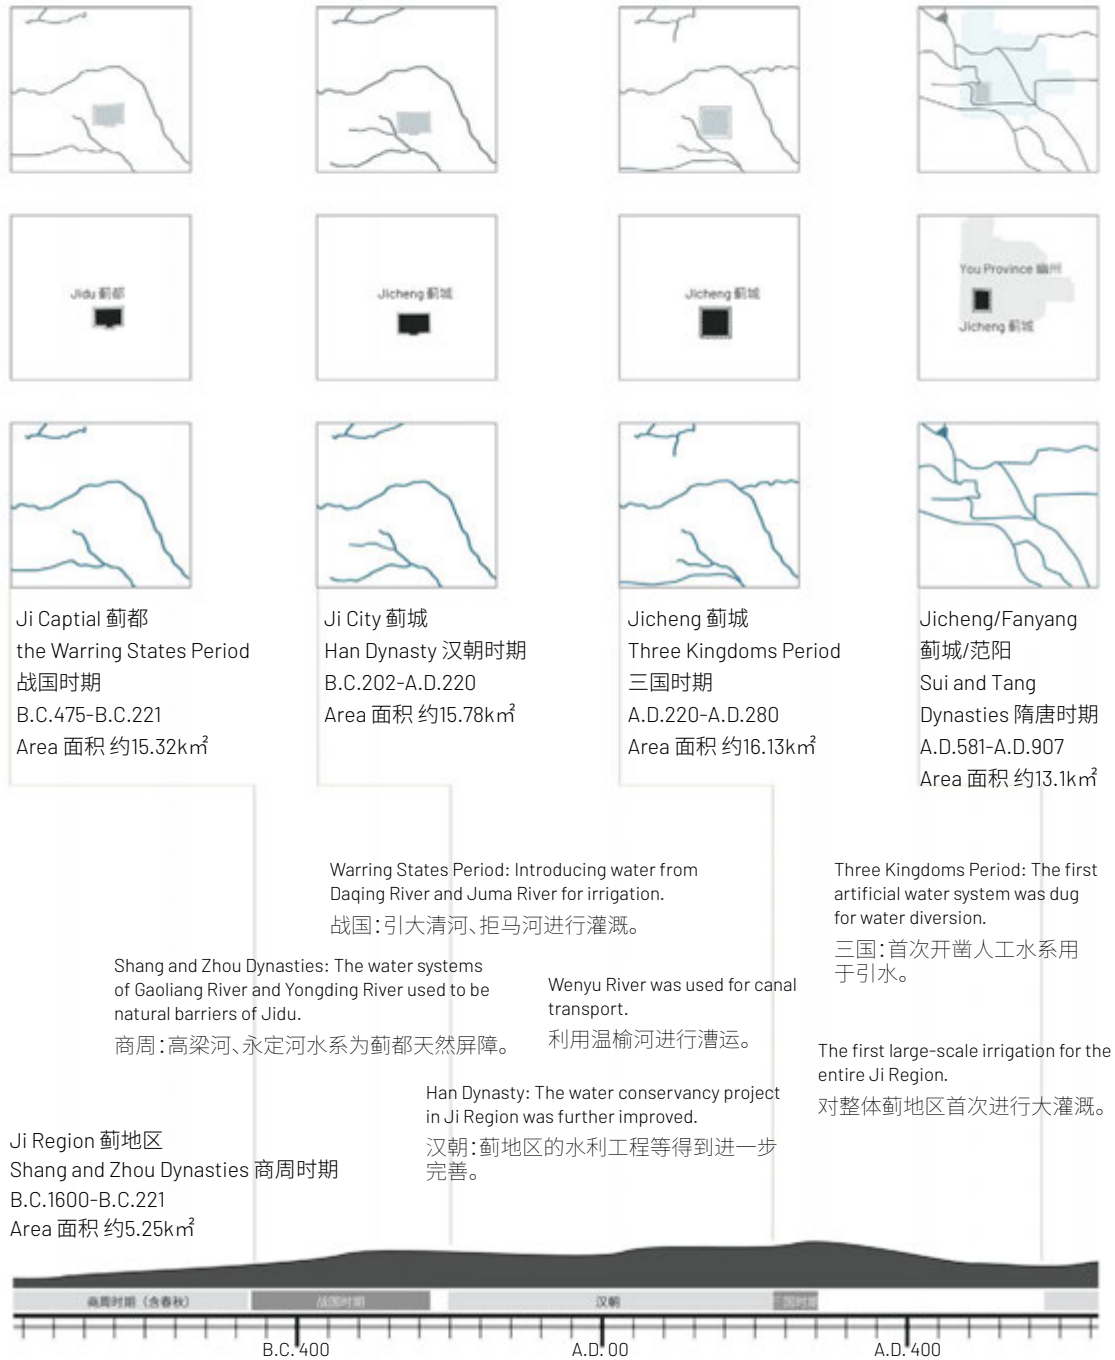 Jidu 蓟都
Jicheng 蓟城
Jicheng 蓟城
You Province 幽州
Jicheng 蓟城
Ji Captial 蓟都
the Warring States Period
战国时期
B.C.475-B.C.221
Area 面积 约15.32k㎡
Ji City 蓟城
Han Dynasty 汉朝时期
B.C.202-A.D.220
Area 面积 约15.78k㎡
Jicheng 蓟城
Three Kingdoms Period
三国时期
A.D.220-A.D.280
Area 面积 约16.13k㎡
Jicheng/Fanyang
蓟城/范阳
Sui and Tang
Dynasties 隋唐时期
A.D.581-A.D.907
Area 面积 约13.1k㎡
Warring States Period: Introducing water from
Daqing River and Juma River for irrigation.
战国：引大清河、拒马河进行灌溉。
Three Kingdoms Period: The first
artificial water system was dug
for water diversion.
三国：首次开凿人工水系用
于引水。
Shang and Zhou Dynasties: The water systems
of Gaoliang River and Yongding River used to be
natural barriers of Jidu.
商周：高梁河、永定河水系为蓟都天然屏障。
Wenyu River was used for canal
transport.
利用温榆河进行漕运。
The first large-scale irrigation for the
entire Ji Region.
对整体蓟地区首次进行大灌溉。
Han Dynasty: The water conservancy project
in Ji Region was further improved.
汉朝：蓟地区的水利工程等得到进一步
完善。
Ji Region 蓟地区
Shang and Zhou Dynasties 商周时期
B.C.1600-B.C.221
Area 面积 约5.25k㎡
商周时期（含春秋）
战国时期
汉朝
三国时期
B.C. 400
A.D. 00
A.D. 400